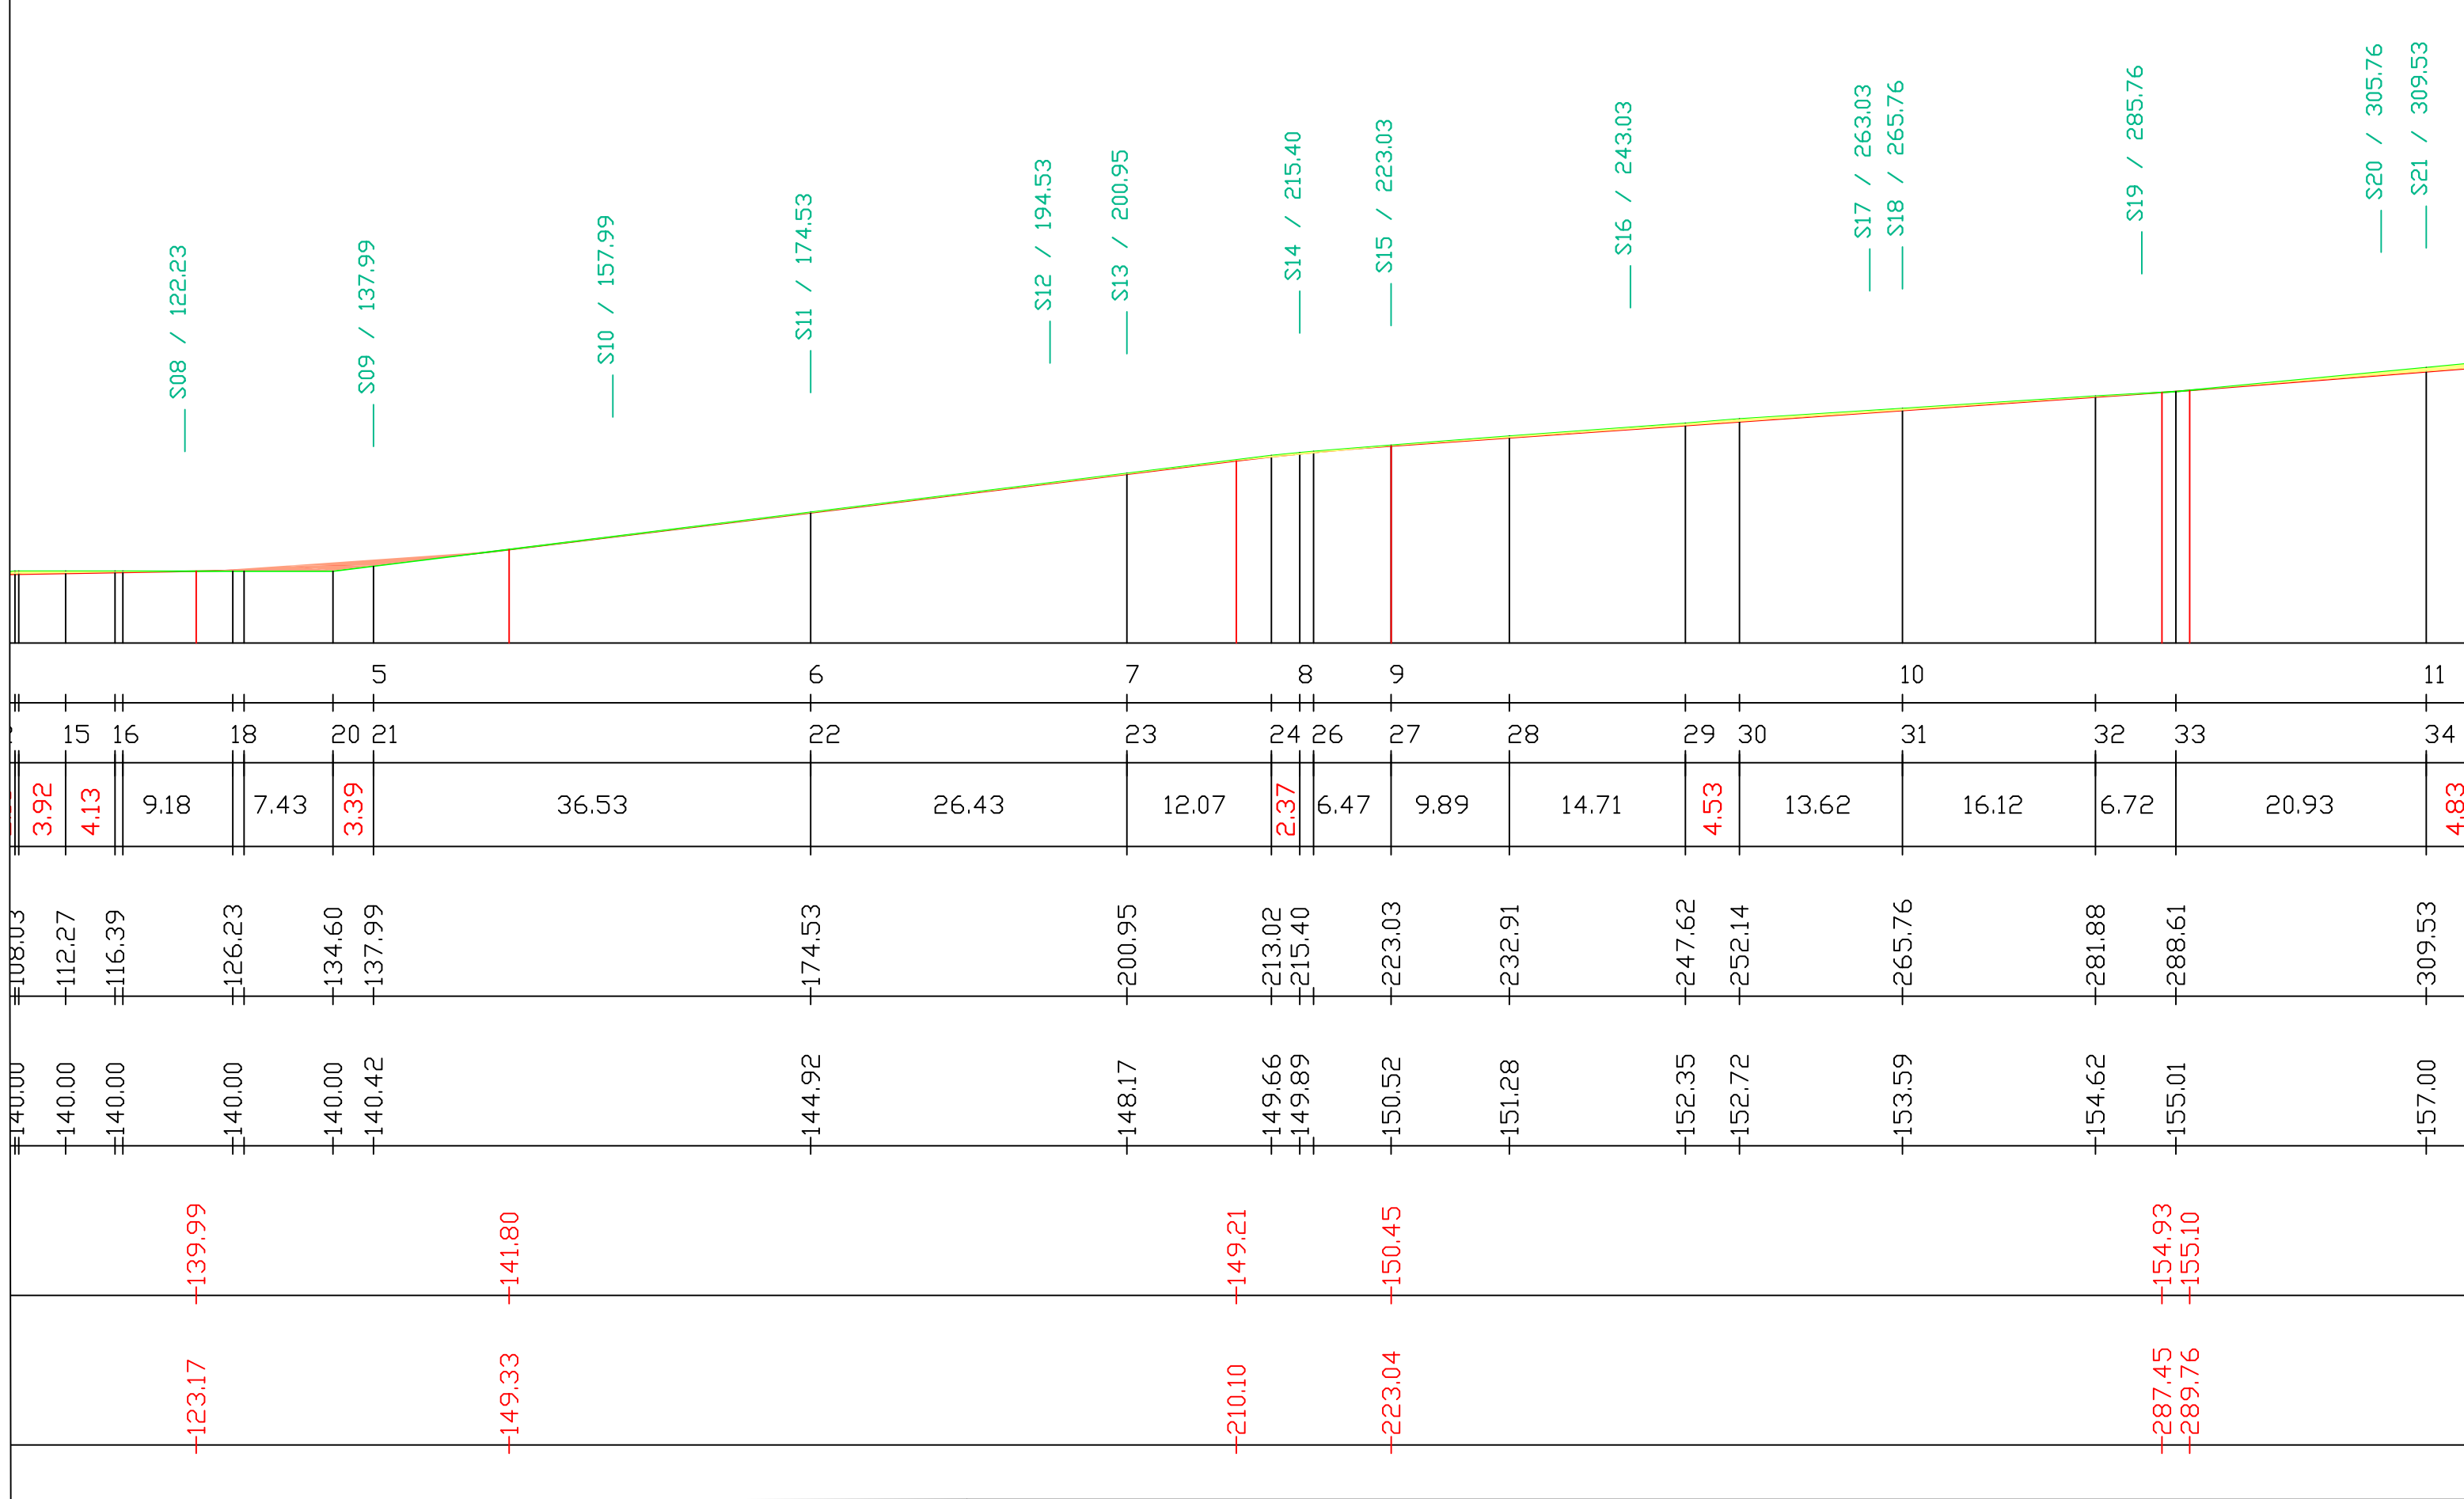 S08 / 122.23
S09 / 137.99
S10 / 157.99
S11 / 174.53
S12 / 194.53
S13 / 200.95
S14 / 215.40
S15 / 223.03
S16 / 243.03
S17 / 263.03
S18 / 265.76
S19 / 285.76
S20 / 305.76
S21 / 309.53
5 6 7 8 9 10 11
15 16 18 20 21 22 23 24 26 27 28 29 30 31 32 33 34
3.92 4.13 9.18 7.43 3.39 36.53 26.43 12.07 2.37 6.47 9.89 14.71 4.53 13.62 16.12 6.72 20.93 4.83
108.03 112.27 116.39 126.23 134.60 137.99 174.53 200.95 213.02 215.40 223.03 232.91 247.62 252.14 265.76 281.88 288.61 309.53
140.00 140.00 140.00 140.00 140.00 140.42 144.92 148.17 149.66 149.89 150.52 151.28 152.35 152.72 153.59 154.62 155.01 157.00
139.99 141.80 149.21 150.45 154.93 155.10
123.17 149.33 210.10 223.04 287.45 289.76